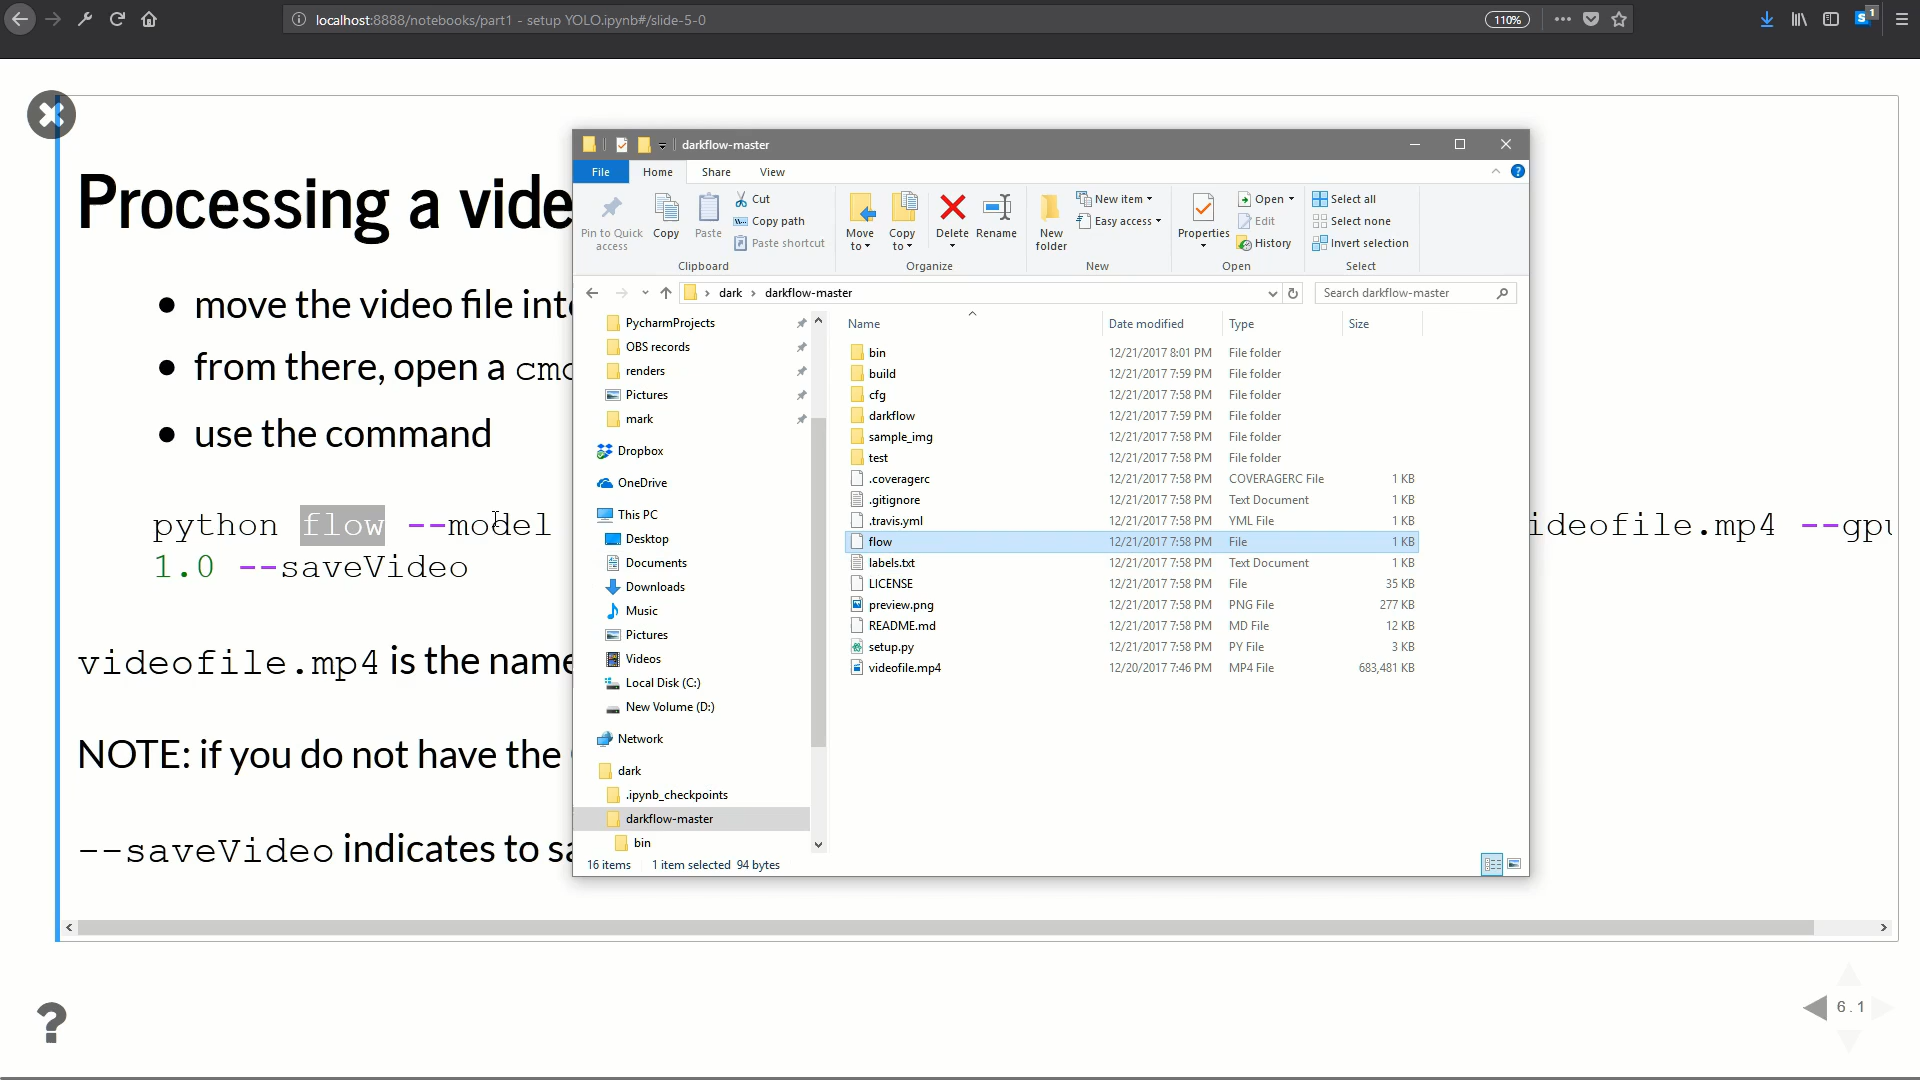 localhost:8888/notebooks/part1 - setup YOLO.ipynb#/slide-5-0
110%
S 1
Processing a vide
move the video file into
from there, open a cmd
use the command
python flow --model
ideofile.mp4 --gpu
1.0 --saveVideo
videofile.mp4 is the name
NOTE: if you do not have the
--saveVideo indicates to sa
6.1
?
darkflow-master
File Home Share View
Pin to Quick access
Copy
Paste
Cut
Copy path
Paste shortcut
Clipboard
Move to
Copy to
Delete
Rename
Organize
New folder
New item
Easy access
New
Properties
Open
Edit
History
Open
Select all
Select none
Invert selection
Select
dark > darkflow-master
Search darkflow-master
PycharmProjects
OBS records
renders
Pictures
mark
Dropbox
OneDrive
This PC
Desktop
Documents
Downloads
Music
Pictures
Videos
Local Disk (C:)
New Volume (D:)
Network
dark
.ipynb_checkpoints
darkflow-master
bin
Name Date modified Type Size
bin 12/21/2017 8:01 PM File folder
build 12/21/2017 7:59 PM File folder
cfg 12/21/2017 7:58 PM File folder
darkflow 12/21/2017 7:59 PM File folder
sample_img 12/21/2017 7:58 PM File folder
test 12/21/2017 7:58 PM File folder
.coveragerc 12/21/2017 7:58 PM COVERAGERC File 1 KB
.gitignore 12/21/2017 7:58 PM Text Document 1 KB
.travis.yml 12/21/2017 7:58 PM YML File 1 KB
flow 12/21/2017 7:58 PM File 1 KB
labels.txt 12/21/2017 7:58 PM Text Document 1 KB
LICENSE 12/21/2017 7:58 PM File 35 KB
preview.png 12/21/2017 7:58 PM PNG File 277 KB
README.md 12/21/2017 7:58 PM MD File 12 KB
setup.py 12/21/2017 7:58 PM PY File 3 KB
videofile.mp4 12/20/2017 7:46 PM MP4 File 683,481 KB
16 items 1 item selected 94 bytes